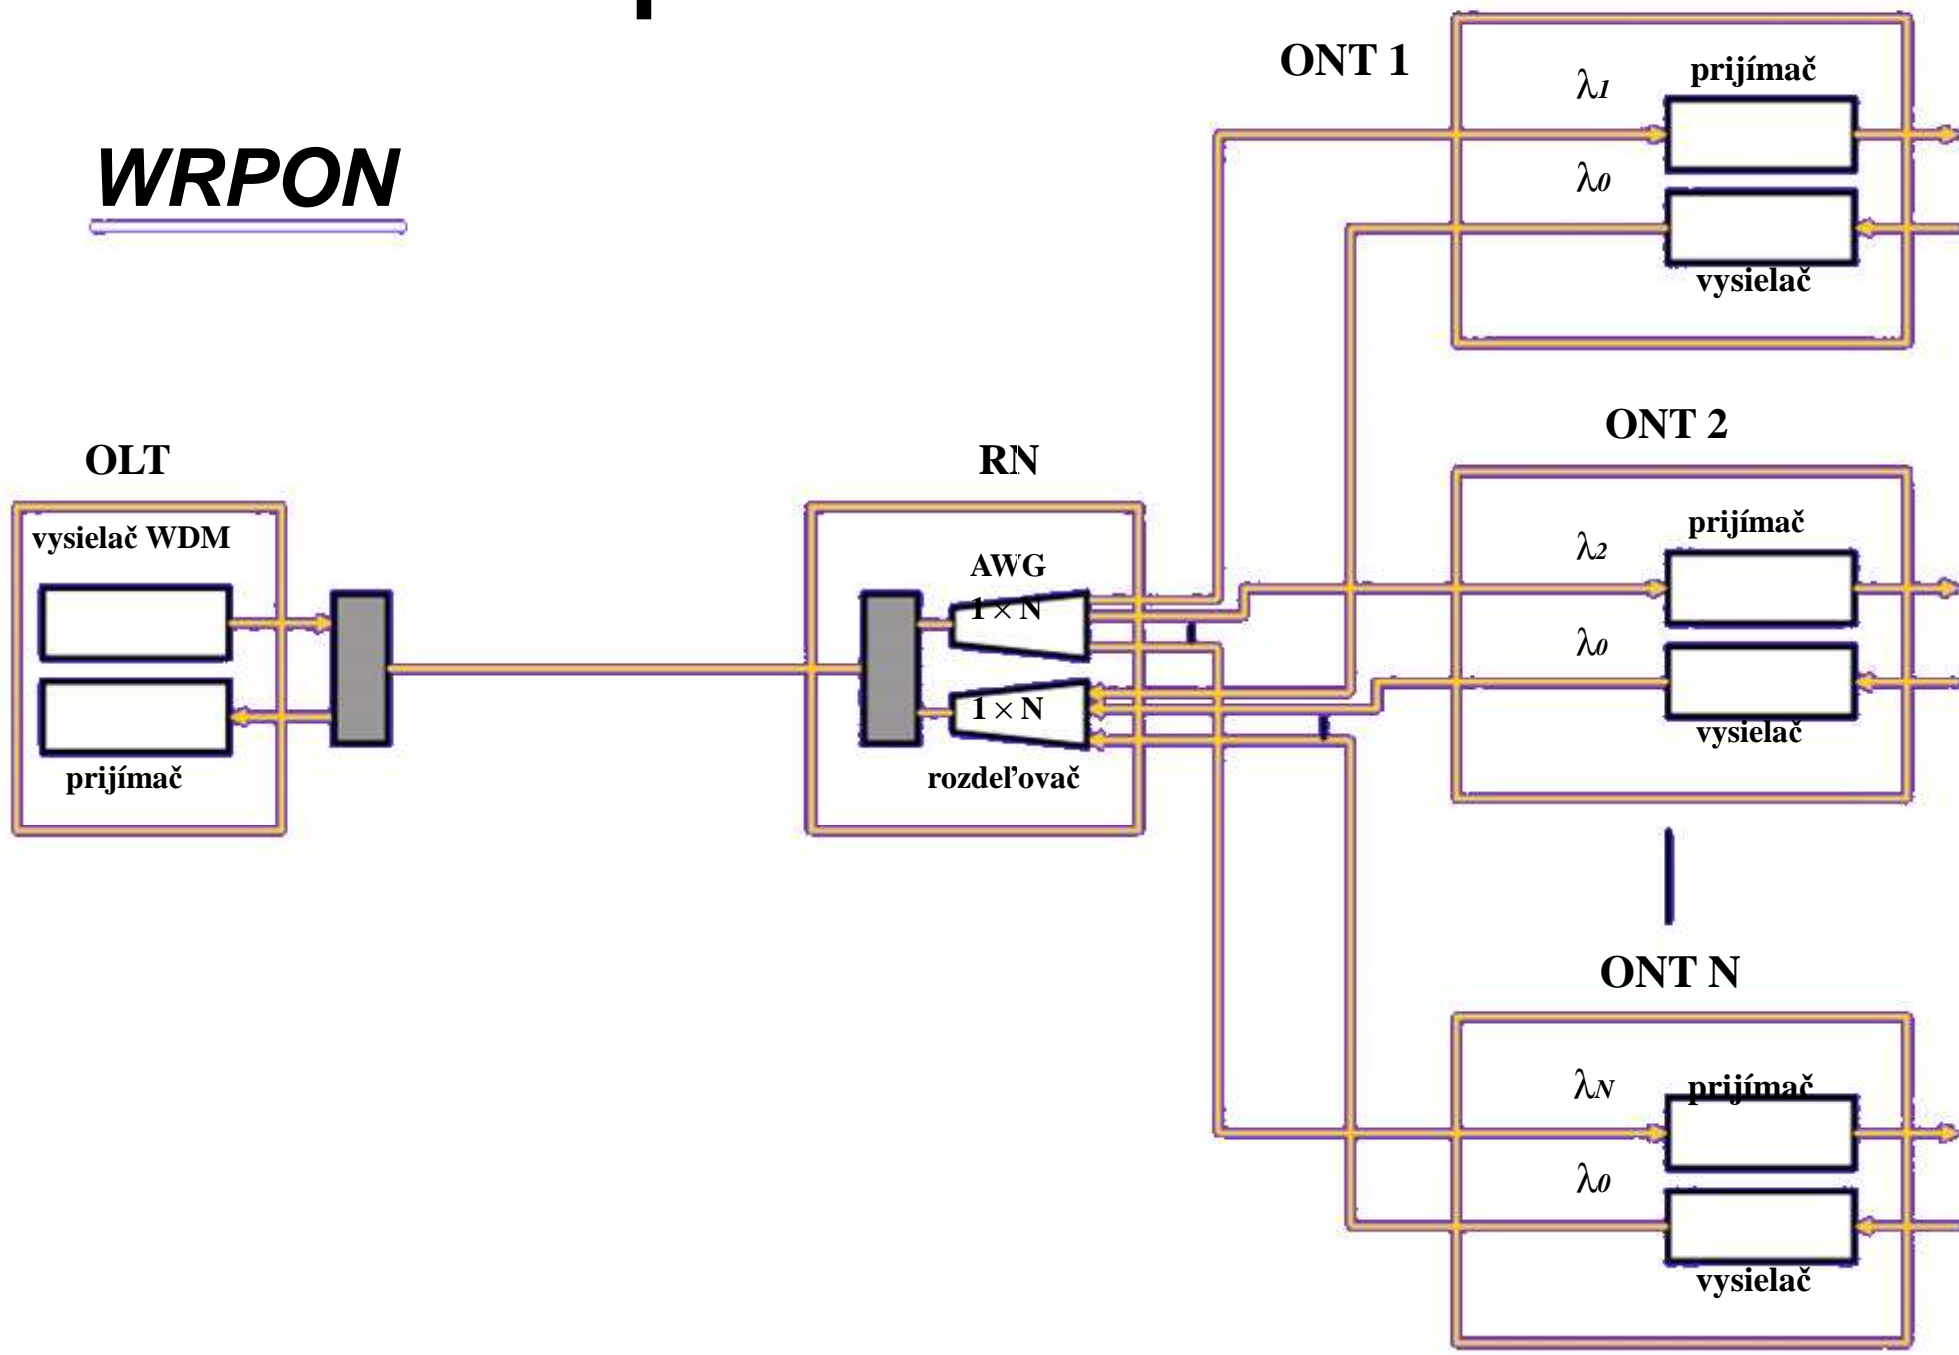 WRPON
ONT 1
λ1
prijímač
λ0
vysielač
ONT 2
λ2
prijímač
λ0
vysielač
OLT
vysielač WDM
prijímač
RN
AWG
1 × N
1 × N
rozdeľovač
ONT N
λN
prijímač
λ0
vysielač